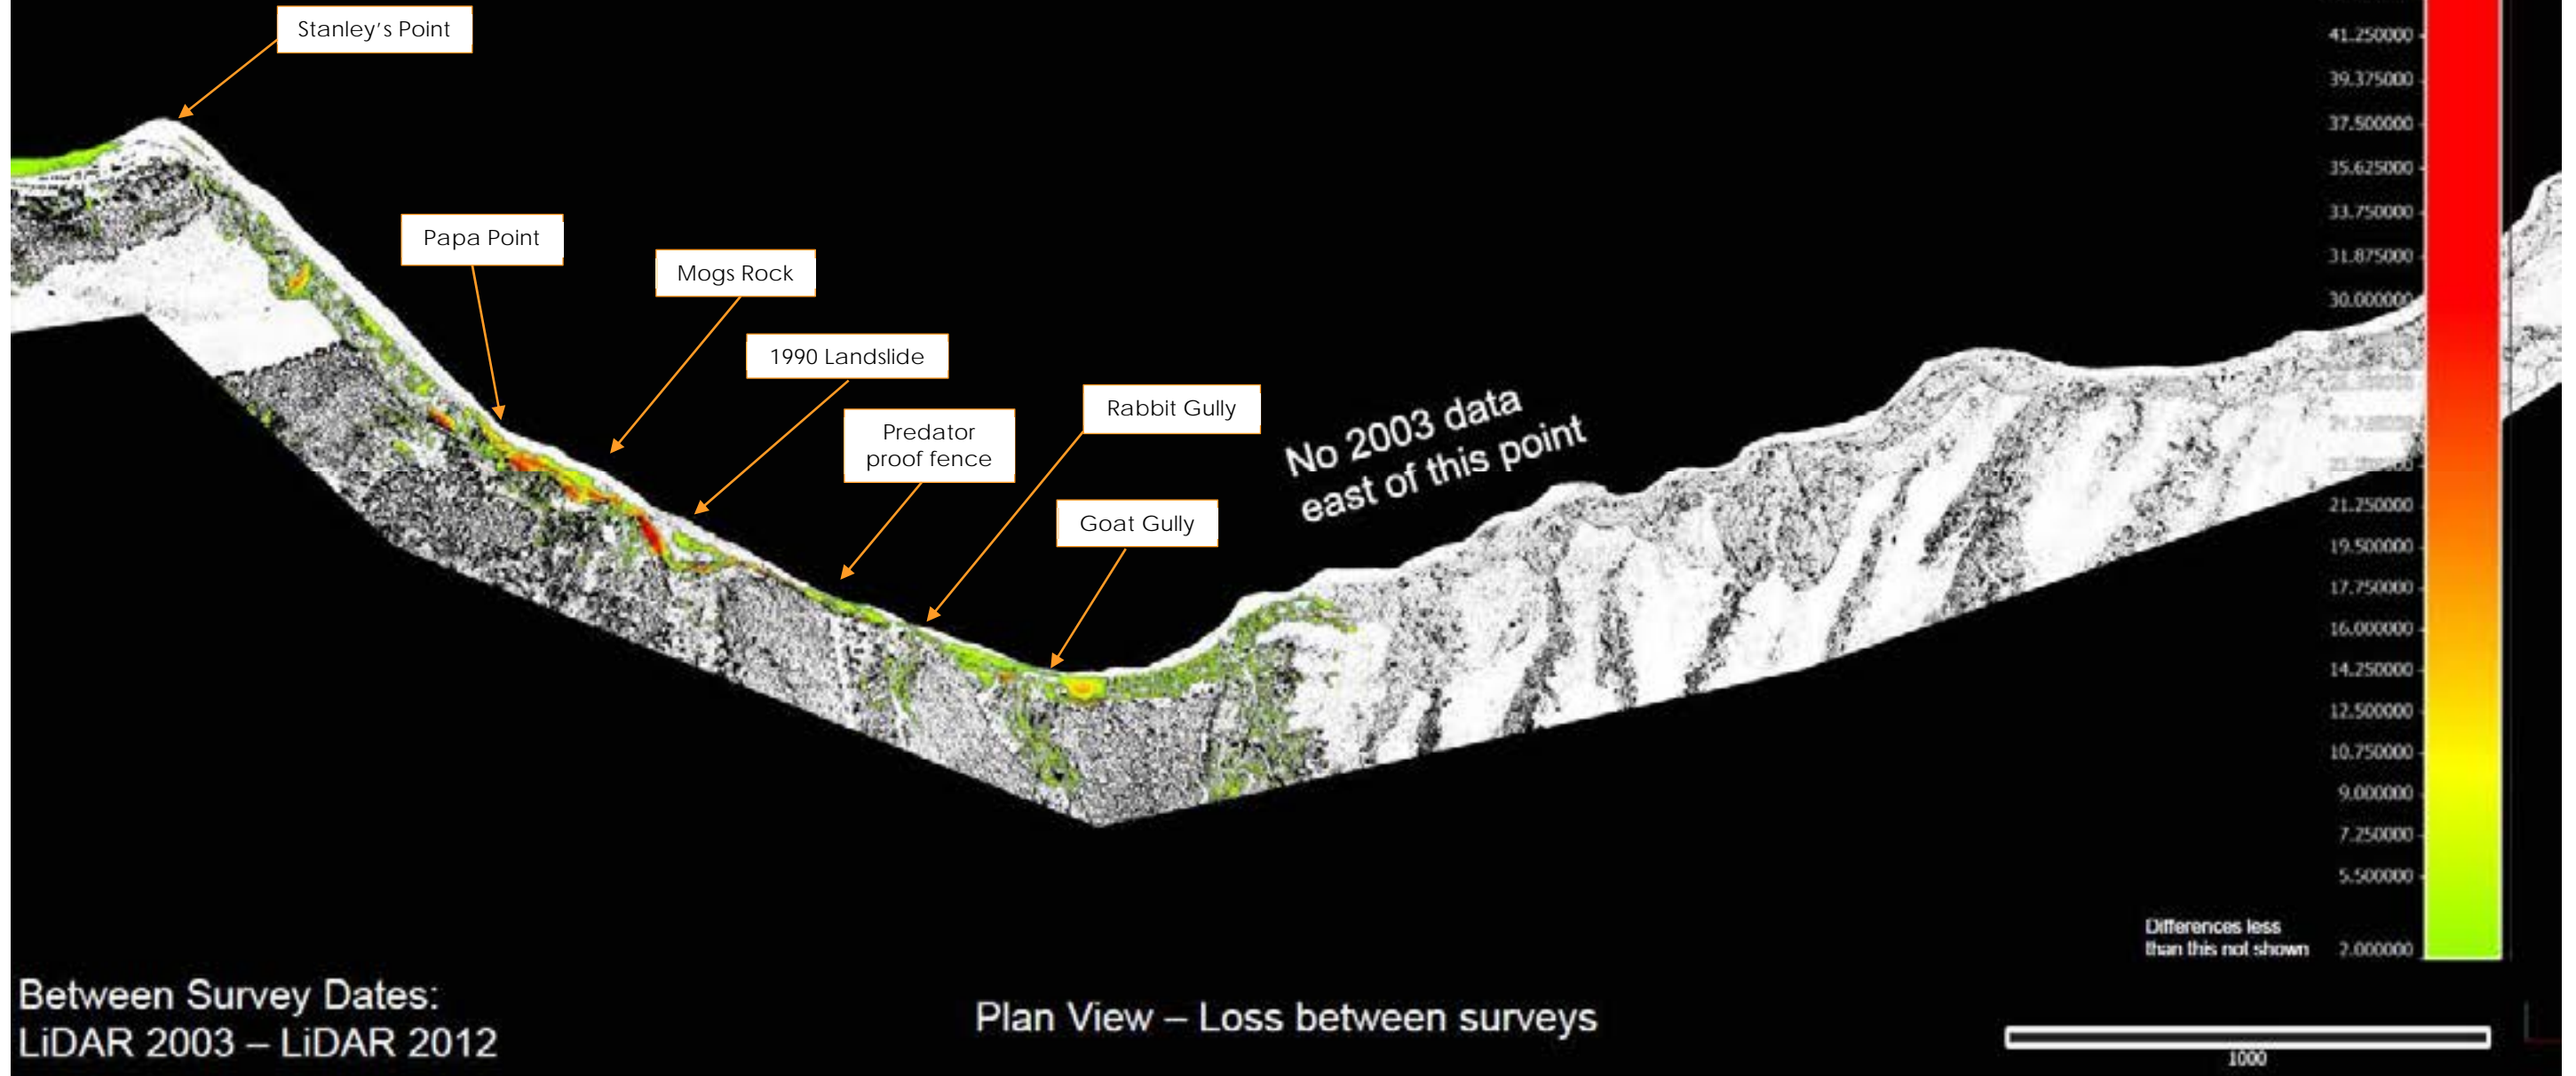 Stanley's Point
Papa Point
Mogs Rock
1990 Landslide
Predator
proof fence
Rabbit Gully
Goat Gully
No 2003 data
east of this point
41.250000
39.375000
37.500000
35.625000
33.750000
31.875000
30.000000
21.250000
19.500000
17.750000
16.000000
14.250000
12.500000
10.750000
9.000000
7.250000
5.500000
Differences less
than this not shown
2.000000
Between Survey Dates:
LiDAR 2003 – LiDAR 2012
Plan View – Loss between surveys
1000